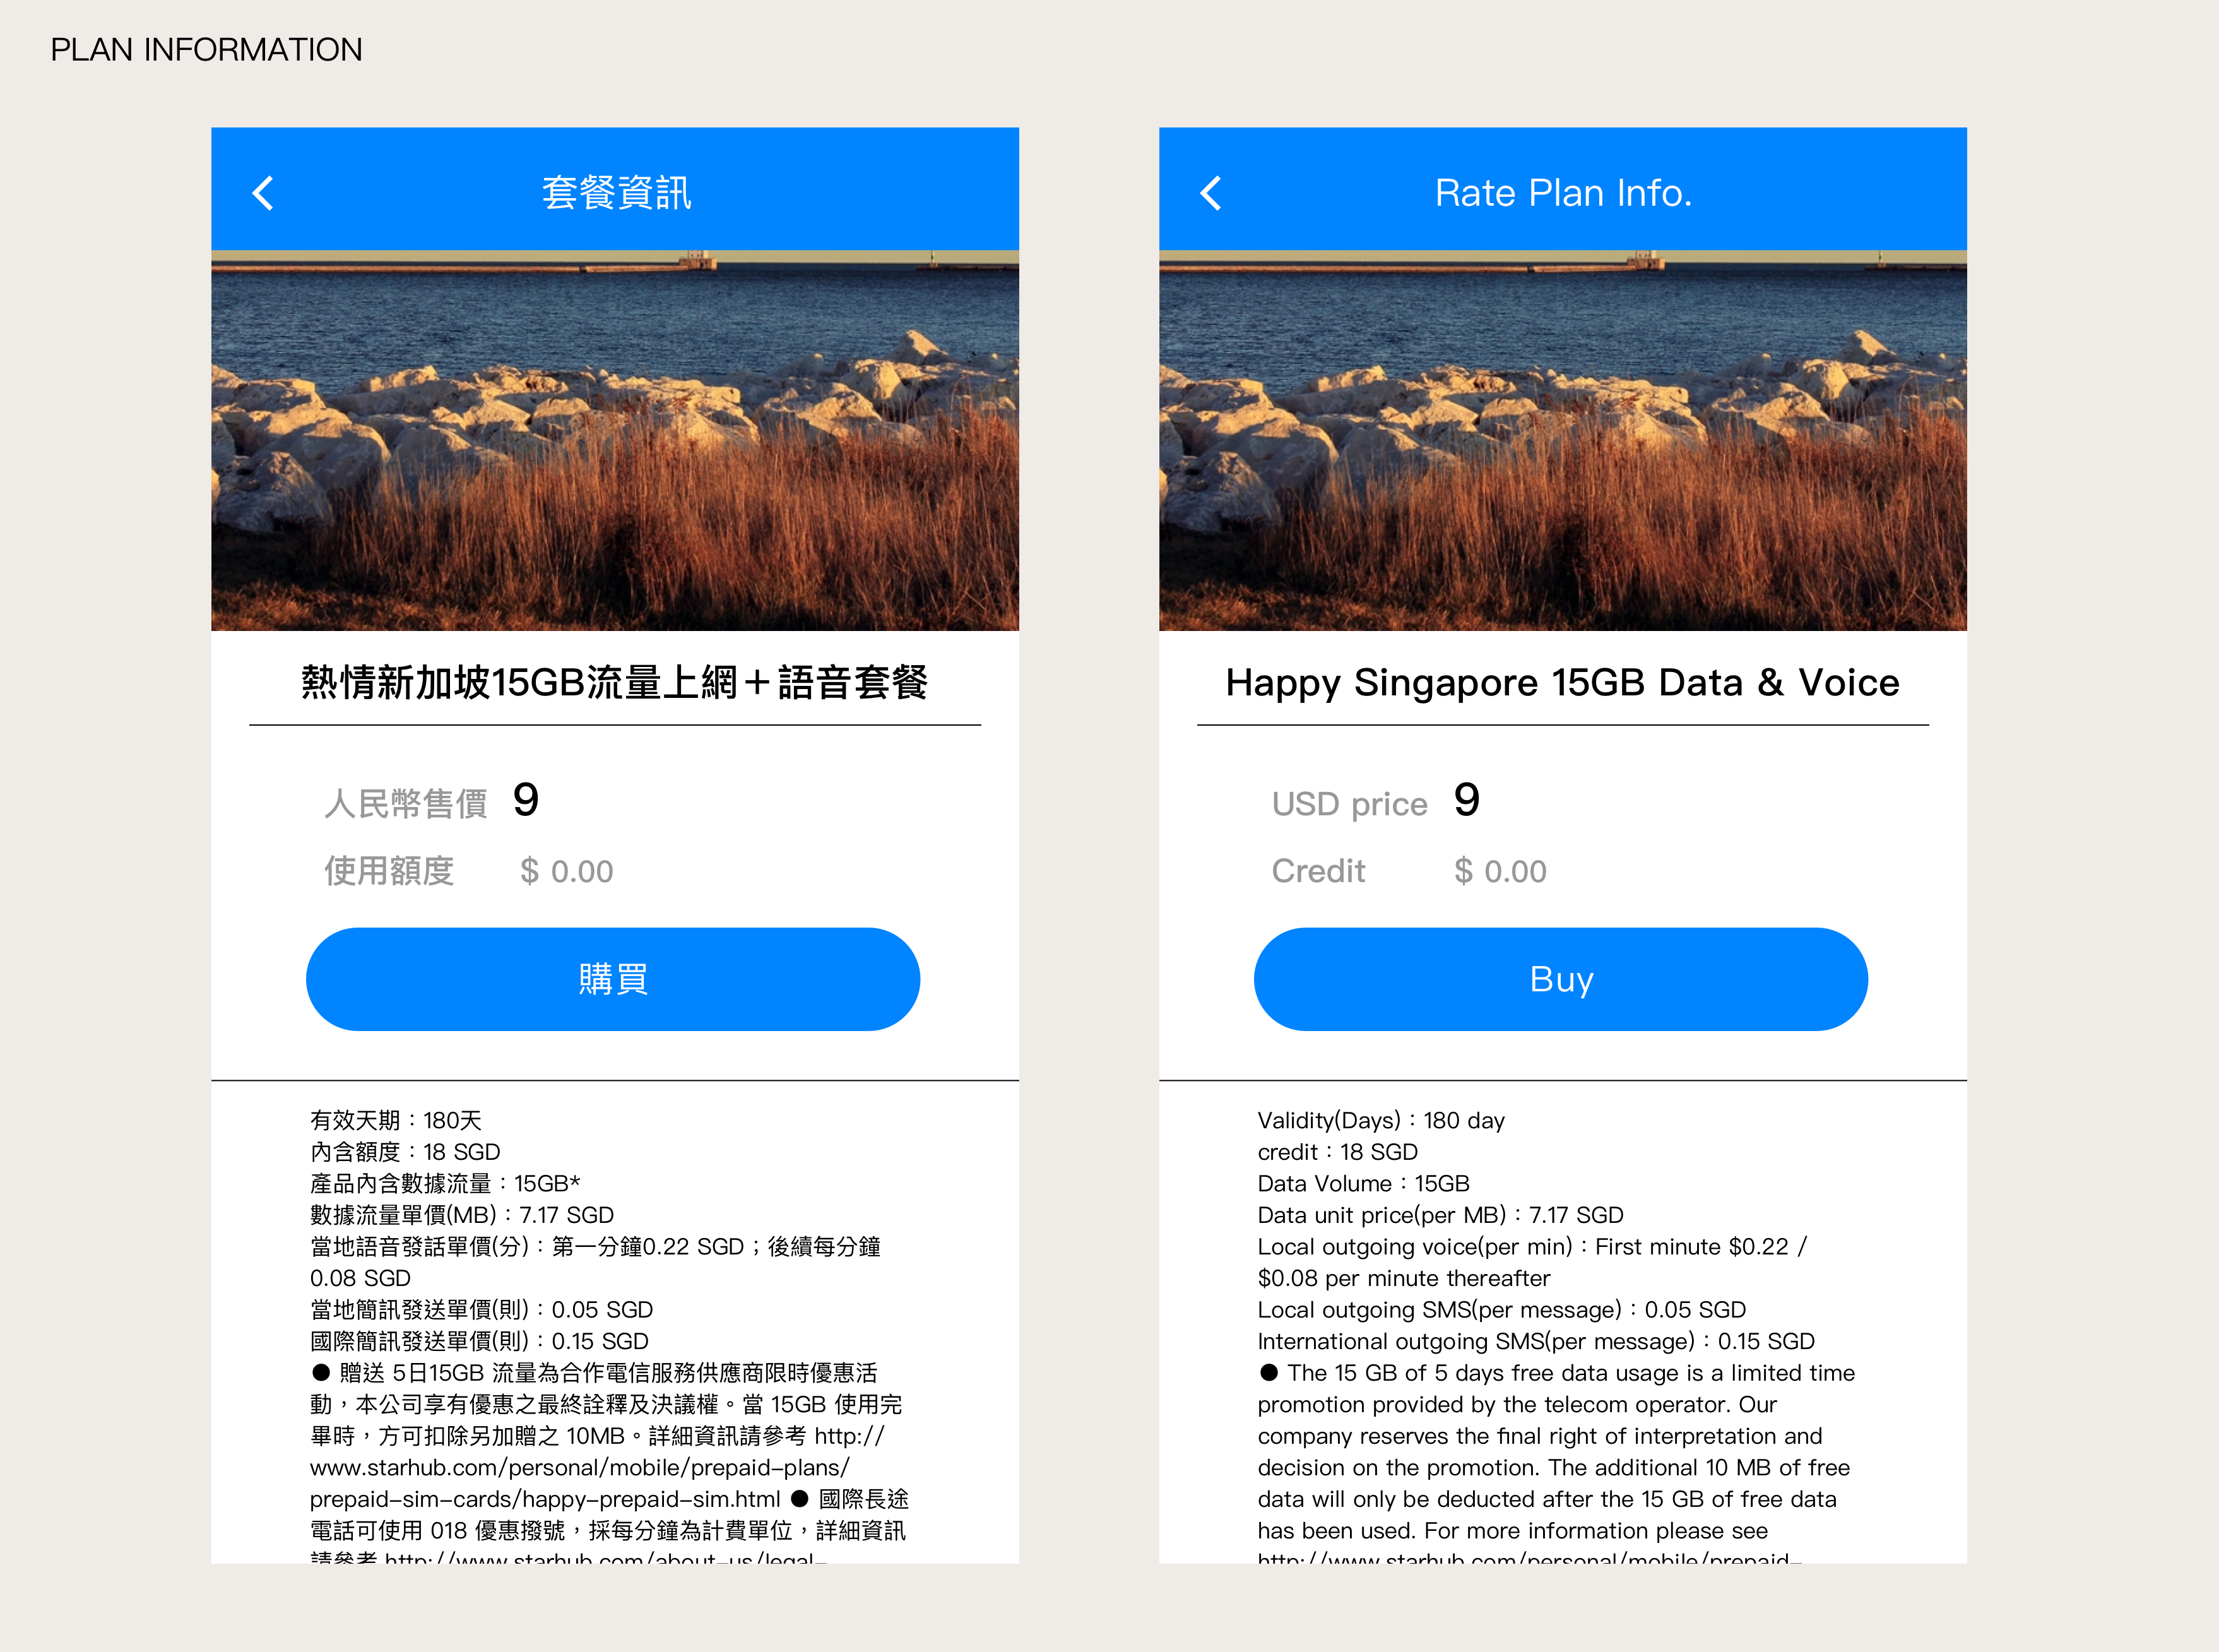 PLAN INFORMATION
套餐資訊
熱情新加坡15GB流量上網＋語音套餐
人民幣售價 9
使用額度 $ 0.00
購買
有效天期：180天
內含額度：18 SGD
產品內含數據流量：15GB*
數據流量單價(MB)：7.17 SGD
當地語音發話單價(分)：第一分鐘0.22 SGD；後續每分鐘
0.08 SGD
當地簡訊發送單價(則)：0.05 SGD
國際簡訊發送單價(則)：0.15 SGD
● 贈送 5日15GB 流量為合作電信服務供應商限時優惠活
動，本公司享有優惠之最終詮釋及決議權。當 15GB 使用完
畢時，方可扣除另加贈之 10MB。詳細資訊請參考 http://
www.starhub.com/personal/mobile/prepaid-plans/
prepaid-sim-cards/happy-prepaid-sim.html ● 國際長途
電話可使用 018 優惠撥號，採每分鐘為計費單位，詳細資訊
請參考 http://www.starhub.com/about-us/legal-
Rate Plan Info.
Happy Singapore 15GB Data & Voice
USD price 9
Credit $ 0.00
Buy
Validity(Days)：180 day
credit：18 SGD
Data Volume：15GB
Data unit price(per MB)：7.17 SGD
Local outgoing voice(per min)：First minute $0.22 /
$0.08 per minute thereafter
Local outgoing SMS(per message)：0.05 SGD
International outgoing SMS(per message)：0.15 SGD
● The 15 GB of 5 days free data usage is a limited time
promotion provided by the telecom operator. Our
company reserves the final right of interpretation and
decision on the promotion. The additional 10 MB of free
data will only be deducted after the 15 GB of free data
has been used. For more information please see
http://www.starhub.com/personal/mobile/prepaid-